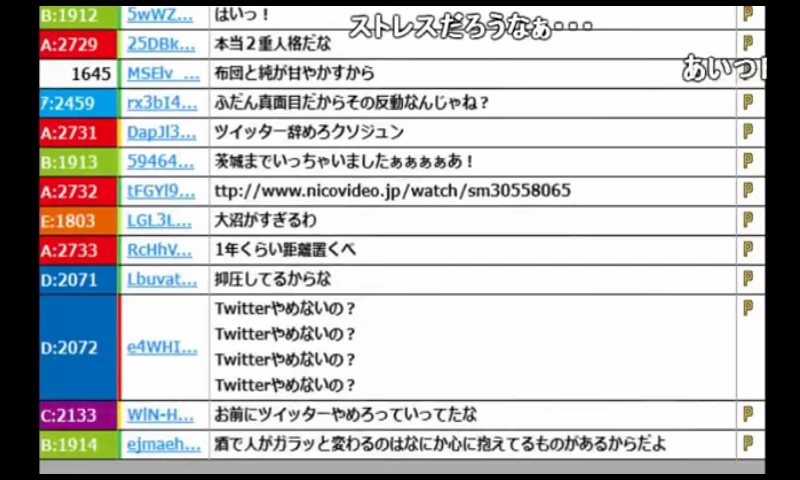 B:1912 5wWZ... はいっ！ P
ストレスだろうなぁ・・・
A:2729 25DBk... 本当２重人格だな P
1645 MSElv_... 布団と純が甘やかすから
あいつ
7:2459 rx3bI4... ふだん真面目だからその反動なんじゃね？ P
A:2731 DapJl3... ツイッター辞めろクソジュン P
B:1913 59464... 茨城までいっちゃいましたぁぁぁぁあ！ P
A:2732 tFGYl9... ttp://www.nicovideo.jp/watch/sm30558065 P
E:1803 LGL3L... 大沼がすぎるわ P
A:2733 RcHhV... 1年くらい距離置くべ P
D:2071 Lbuvat... 抑圧してるからな P
D:2072 e4WHI... Twitterやめないの？ P
Twitterやめないの？
Twitterやめないの？
Twitterやめないの？
C:2133 WlN-H... お前にツイッターやめろっていってたな P
B:1914 ejmaeh... 酒で人がガラッと変わるのはなにか心に抱えてるものがあるからだよ P